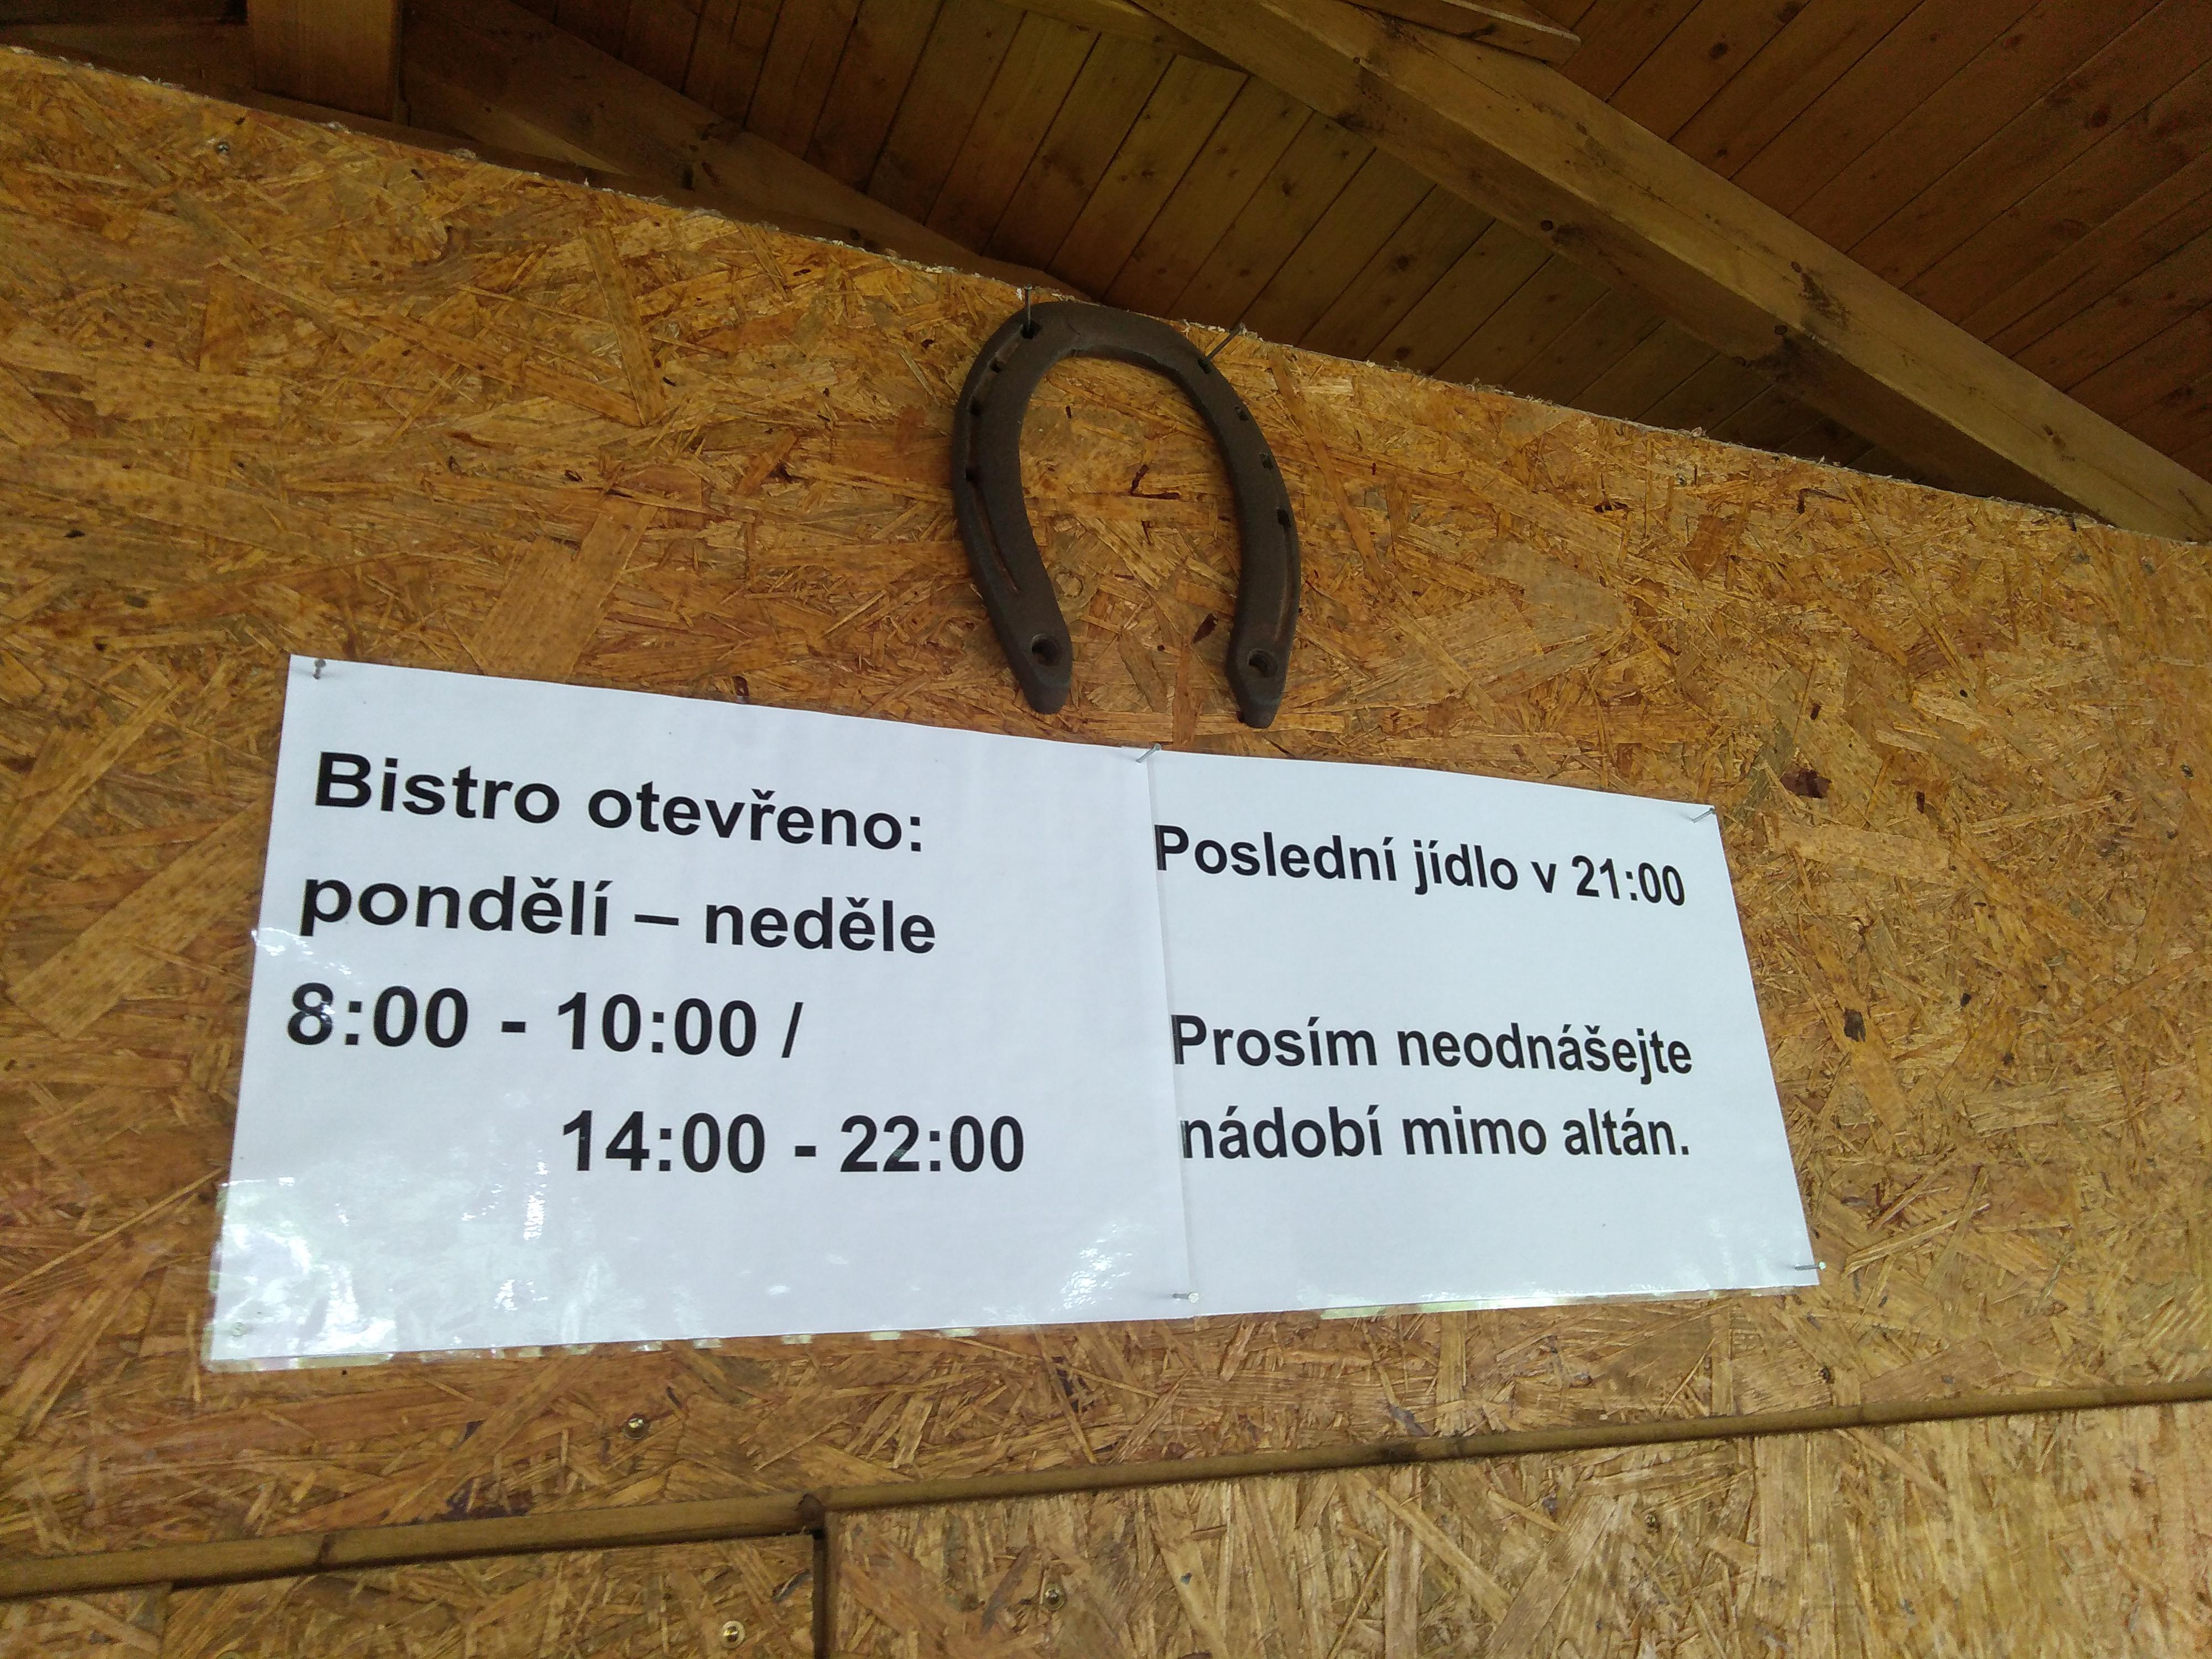 Bistro otevřeno:
pondělí – neděle
8:00 - 10:00 /
14:00 - 22:00
Poslední jídlo v 21:00
Prosím neodnášejte
nádobí mimo altán.